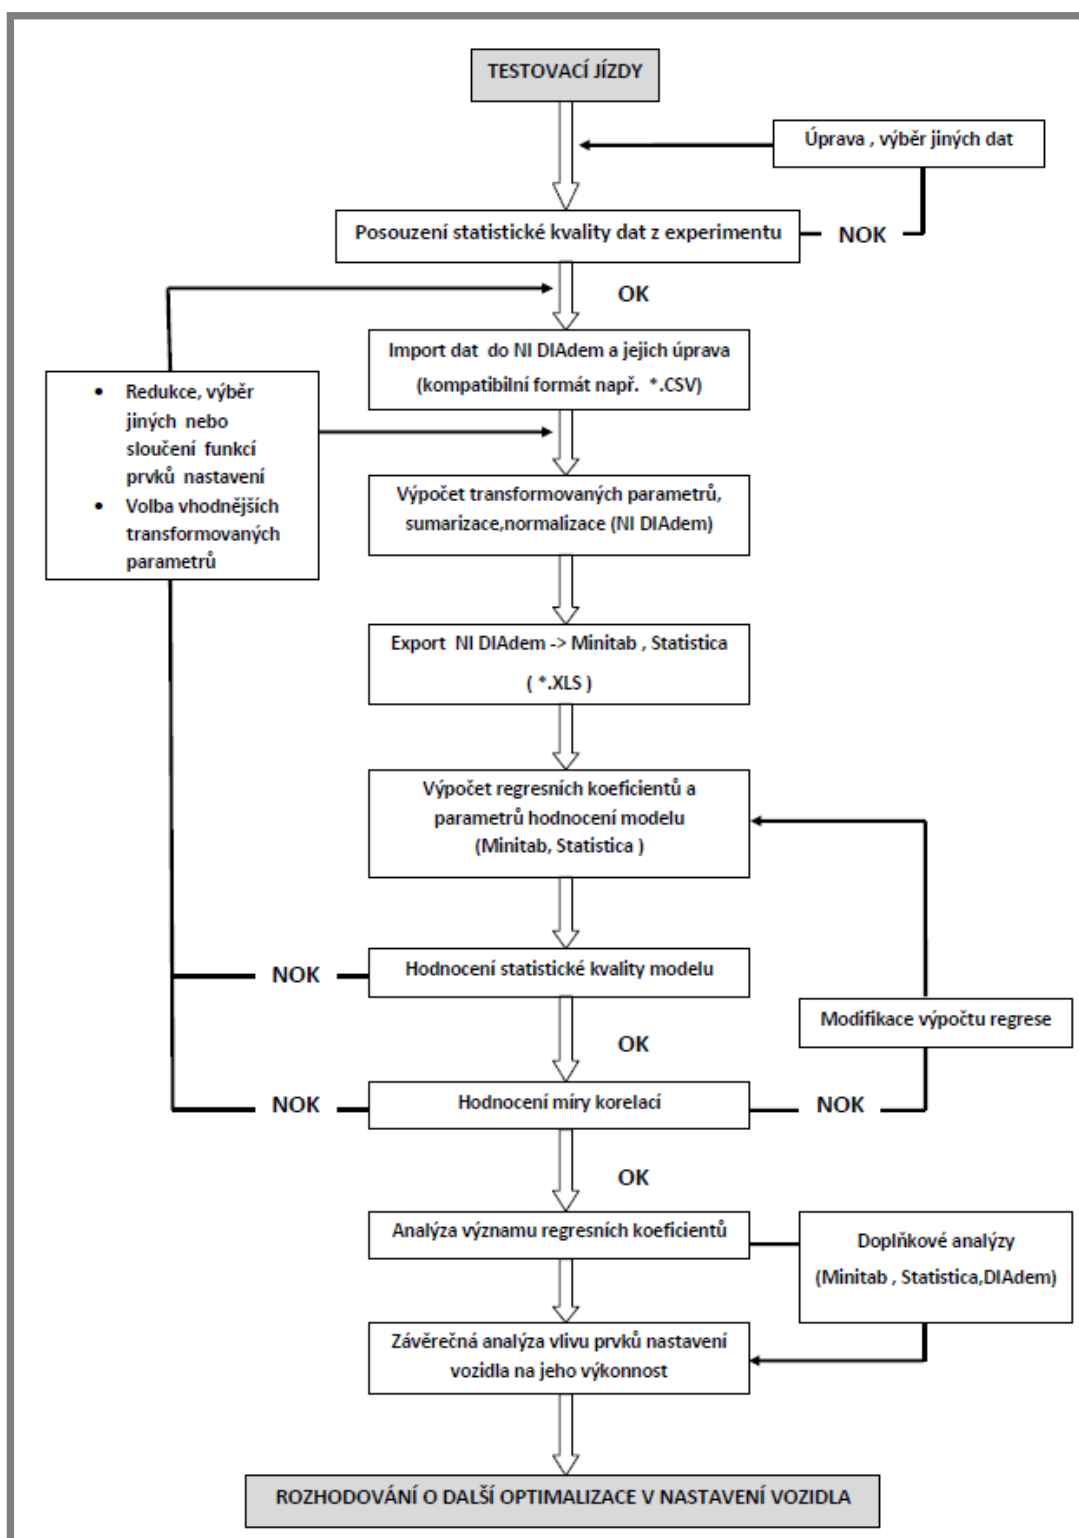 TESTOVACÍ JÍZDY
Úprava , výběr jiných dat
Posouzení statistické kvality dat z experimentu
NOK
OK
Import dat do NI DIAdem a jejich úprava
(kompatibilní formát např. *.CSV)
• Redukce, výběr
jiných nebo
sloučení funkcí
prvků nastavení
• Volba vhodnějších
transformovaných
parametrů
Výpočet transformovaných parametrů,
sumarizace,normalizace (NI DIAdem)
Export NI DIAdem -> Minitab , Statistica
( *.XLS )
Výpočet regresních koeficientů a
parametrů hodnocení modelu
(Minitab, Statistica )
NOK
Hodnocení statistické kvality modelu
Modifikace výpočtu regrese
OK
NOK
Hodnocení míry korelací
NOK
OK
Analýza významu regresních koeficientů
Doplňkové analýzy
(Minitab , Statistica,DIAdem)
Závěrečná analýza vlivu prvků nastavení
vozidla na jeho výkonnost
ROZHODOVÁNÍ O DALŠÍ OPTIMALIZACE V NASTAVENÍ VOZIDLA